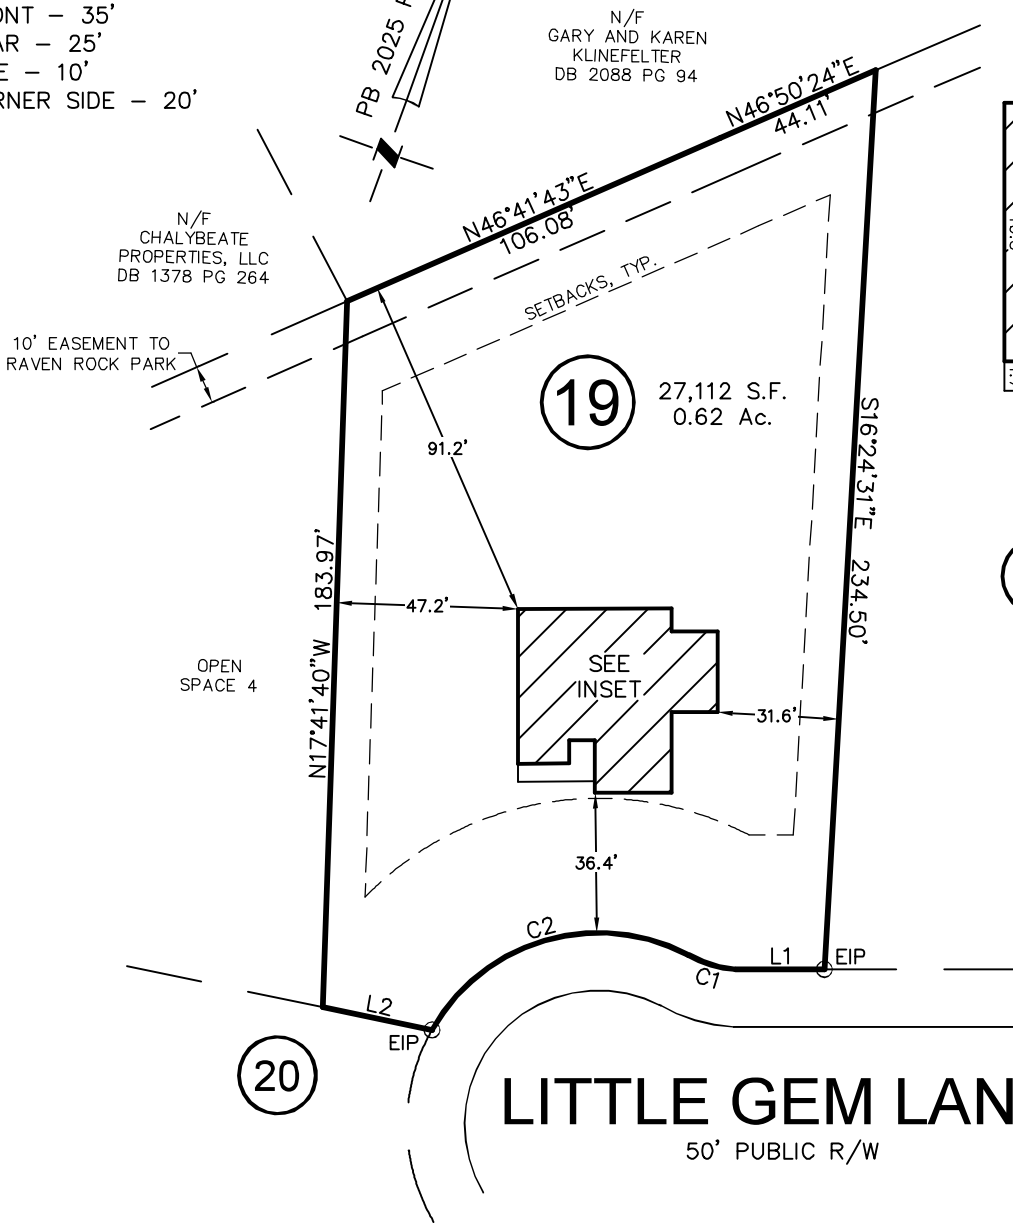 35'
25'
10'
SIDE – 20'
PB 2025
N/F
GARY AND KAREN
KLINEFELTER
DB 2088 PG 94
N46°50'24"E
44.11'
N46°41'43"E
106.08'
N/F
CHALYBEATE
PROPERTIES, LLC
DB 1378 PG 264
SETBACKS, TYP.
10' EASEMENT TO
RAVEN ROCK PARK
19
27,112 S.F.
0.62 Ac.
91.2'
S16°24'31"E 234.50'
N17°41'40"W 183.97'
47.2'
OPEN
SPACE 4
SEE
INSET
31.6'
36.4'
C2
C1
L1
EIP
L2
EIP
20
LITTLE GEM LAN
50' PUBLIC R/W